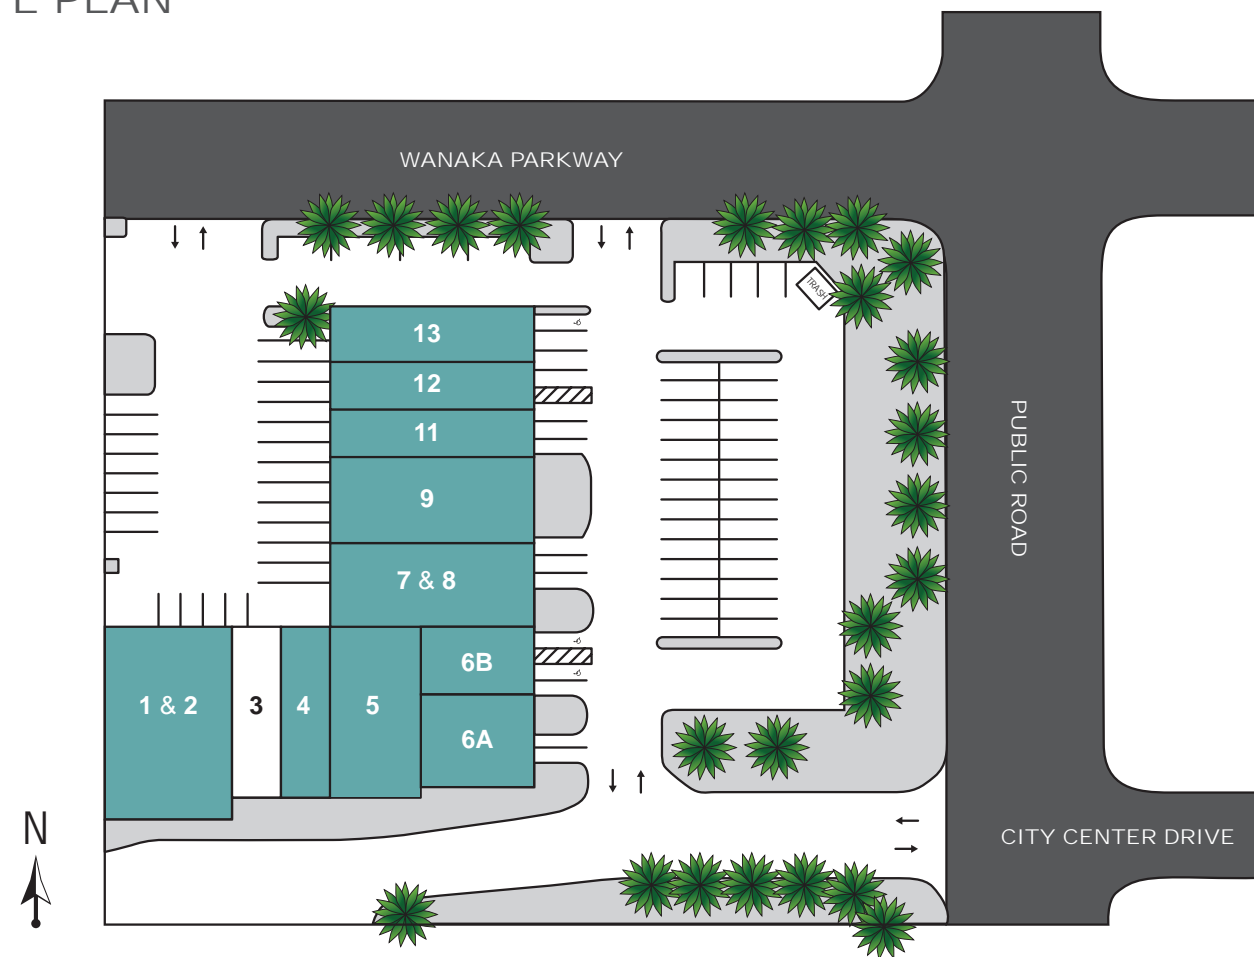 E PLAN
WANAKA PARKWAY
TRASH
13
12
11
9
7 & 8
6B
6A
1 & 2
3
4
5
PUBLIC ROAD
CITY CENTER DRIVE
N